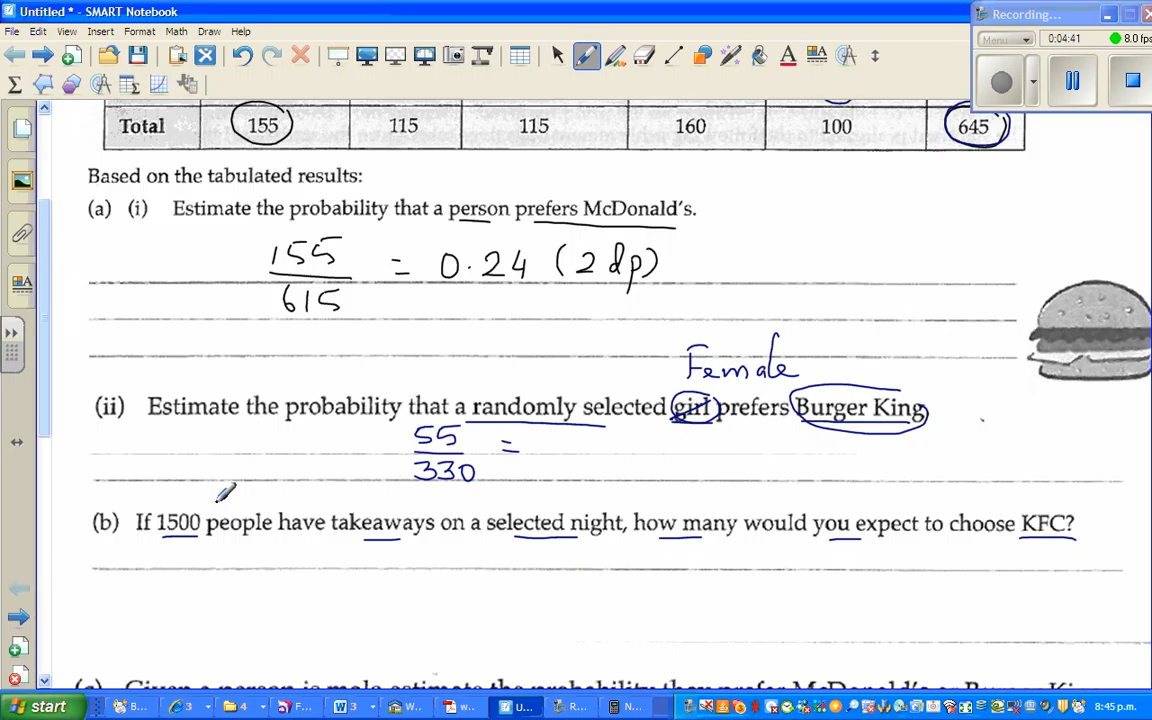 Untitled * - SMART Notebook
Recording...
File Edit View Insert Format Math Draw Help
Menu 0:04:41 8.0 fps
Total 155 115 115 160 100 645
Based on the tabulated results:
(a) (i) Estimate the probability that a person prefers McDonald's.
155
= 0.24 (2 dp)
615
Female
(ii) Estimate the probability that a randomly selected girl prefers Burger King
55
=
330
(b) If 1500 people have takeaways on a selected night, how many would you expect to choose KFC?
start B... 3 4 F... W 3 W... w... U... R... N... 8:45 p.m.